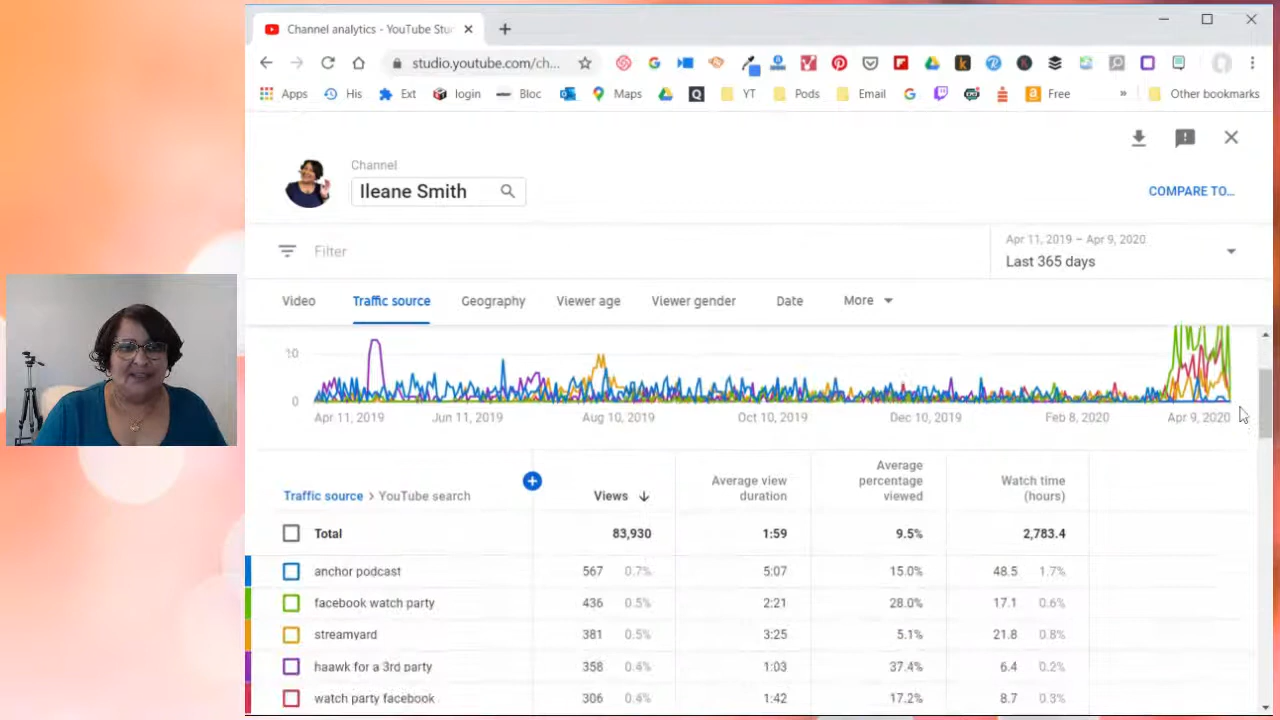 Channel analytics - YouTube Stu
studio.youtube.com/ch...
Apps His Ext login Bloc Maps YT Pods Email Free » Other bookmarks
Channel
Ileane Smith
COMPARE TO...
Filter
Apr 11, 2019 – Apr 9, 2020
Last 365 days
Video Traffic source Geography Viewer age Viewer gender Date More
10
0
Apr 11, 2019 Jun 11, 2019 Aug 10, 2019 Oct 10, 2019 Dec 10, 2019 Feb 8, 2020 Apr 9, 2020
Traffic source > YouTube search Views Average view duration Average percentage viewed Watch time (hours)
Total 83,930 1:59 9.5% 2,783.4
anchor podcast 567 0.7% 5:07 15.0% 48.5 1.7%
facebook watch party 436 0.5% 2:21 28.0% 17.1 0.6%
streamyard 381 0.5% 3:25 5.1% 21.8 0.8%
haawk for a 3rd party 358 0.4% 1:03 37.4% 6.4 0.2%
watch party facebook 306 0.4% 1:42 17.2% 8.7 0.3%